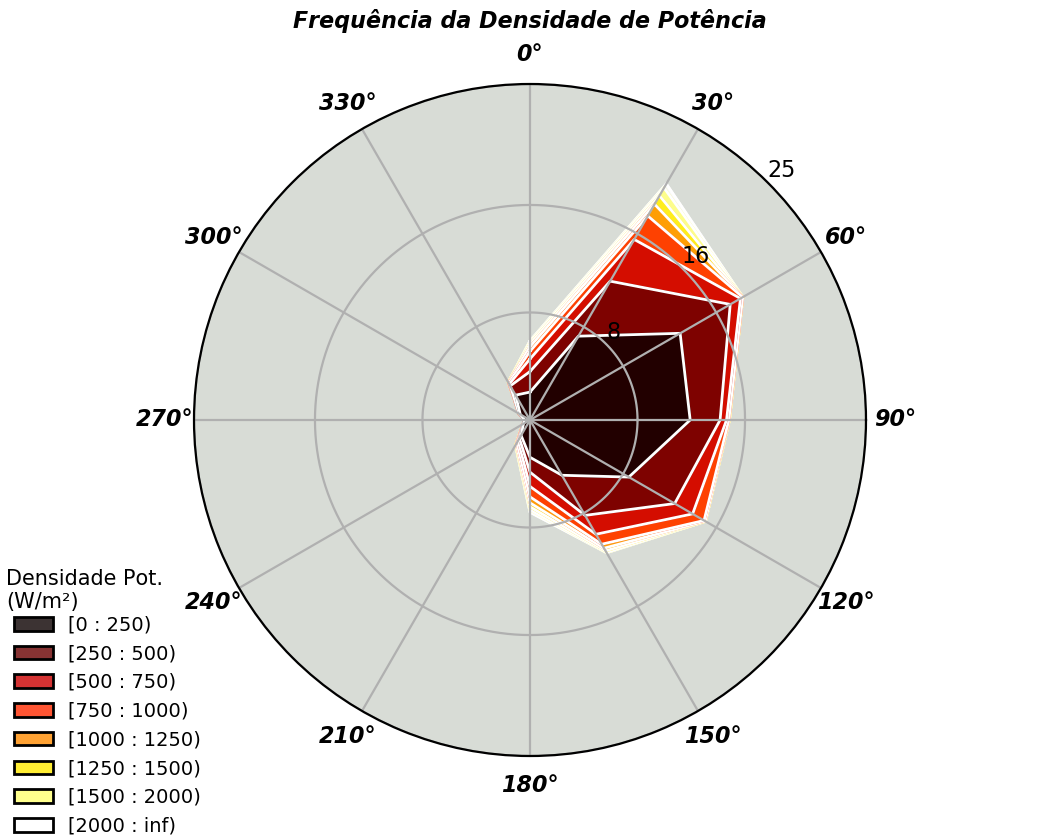 Frequência da Densidade de Potência
0°
330°
30°
25
300°
60°
16
8
270°
90°
240°
120°
210°
150°
180°
Densidade Pot.
(W/m²)
[0 : 250)
[250 : 500)
[500 : 750)
[750 : 1000)
[1000 : 1250)
[1250 : 1500)
[1500 : 2000)
[2000 : inf)